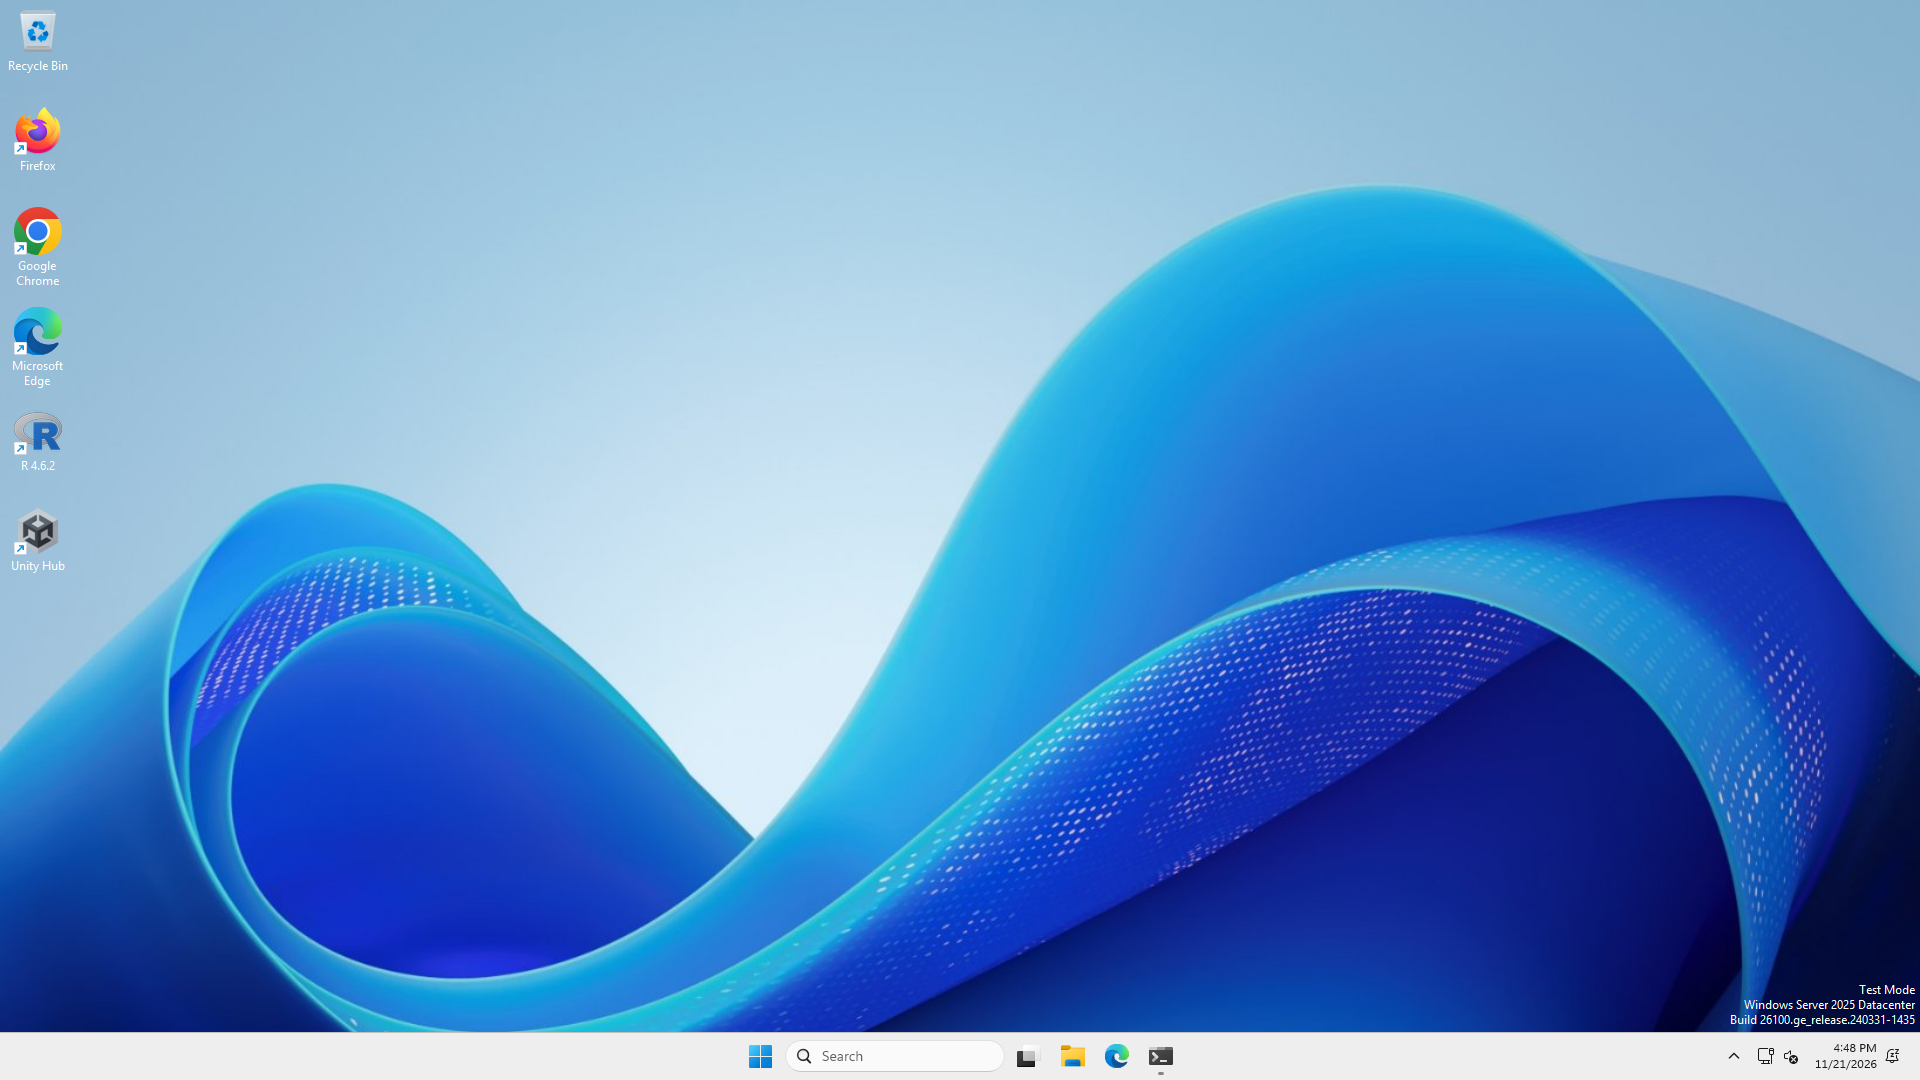 Recycle Bin
Firefox
Google
Chrome
Microsoft
Edge
R 4.6.2
Unity Hub
Test Mode
Windows Server 2025 Datacenter
Build 26100.ge_release.240331-1435
Search
4:48 PM
11/21/2026